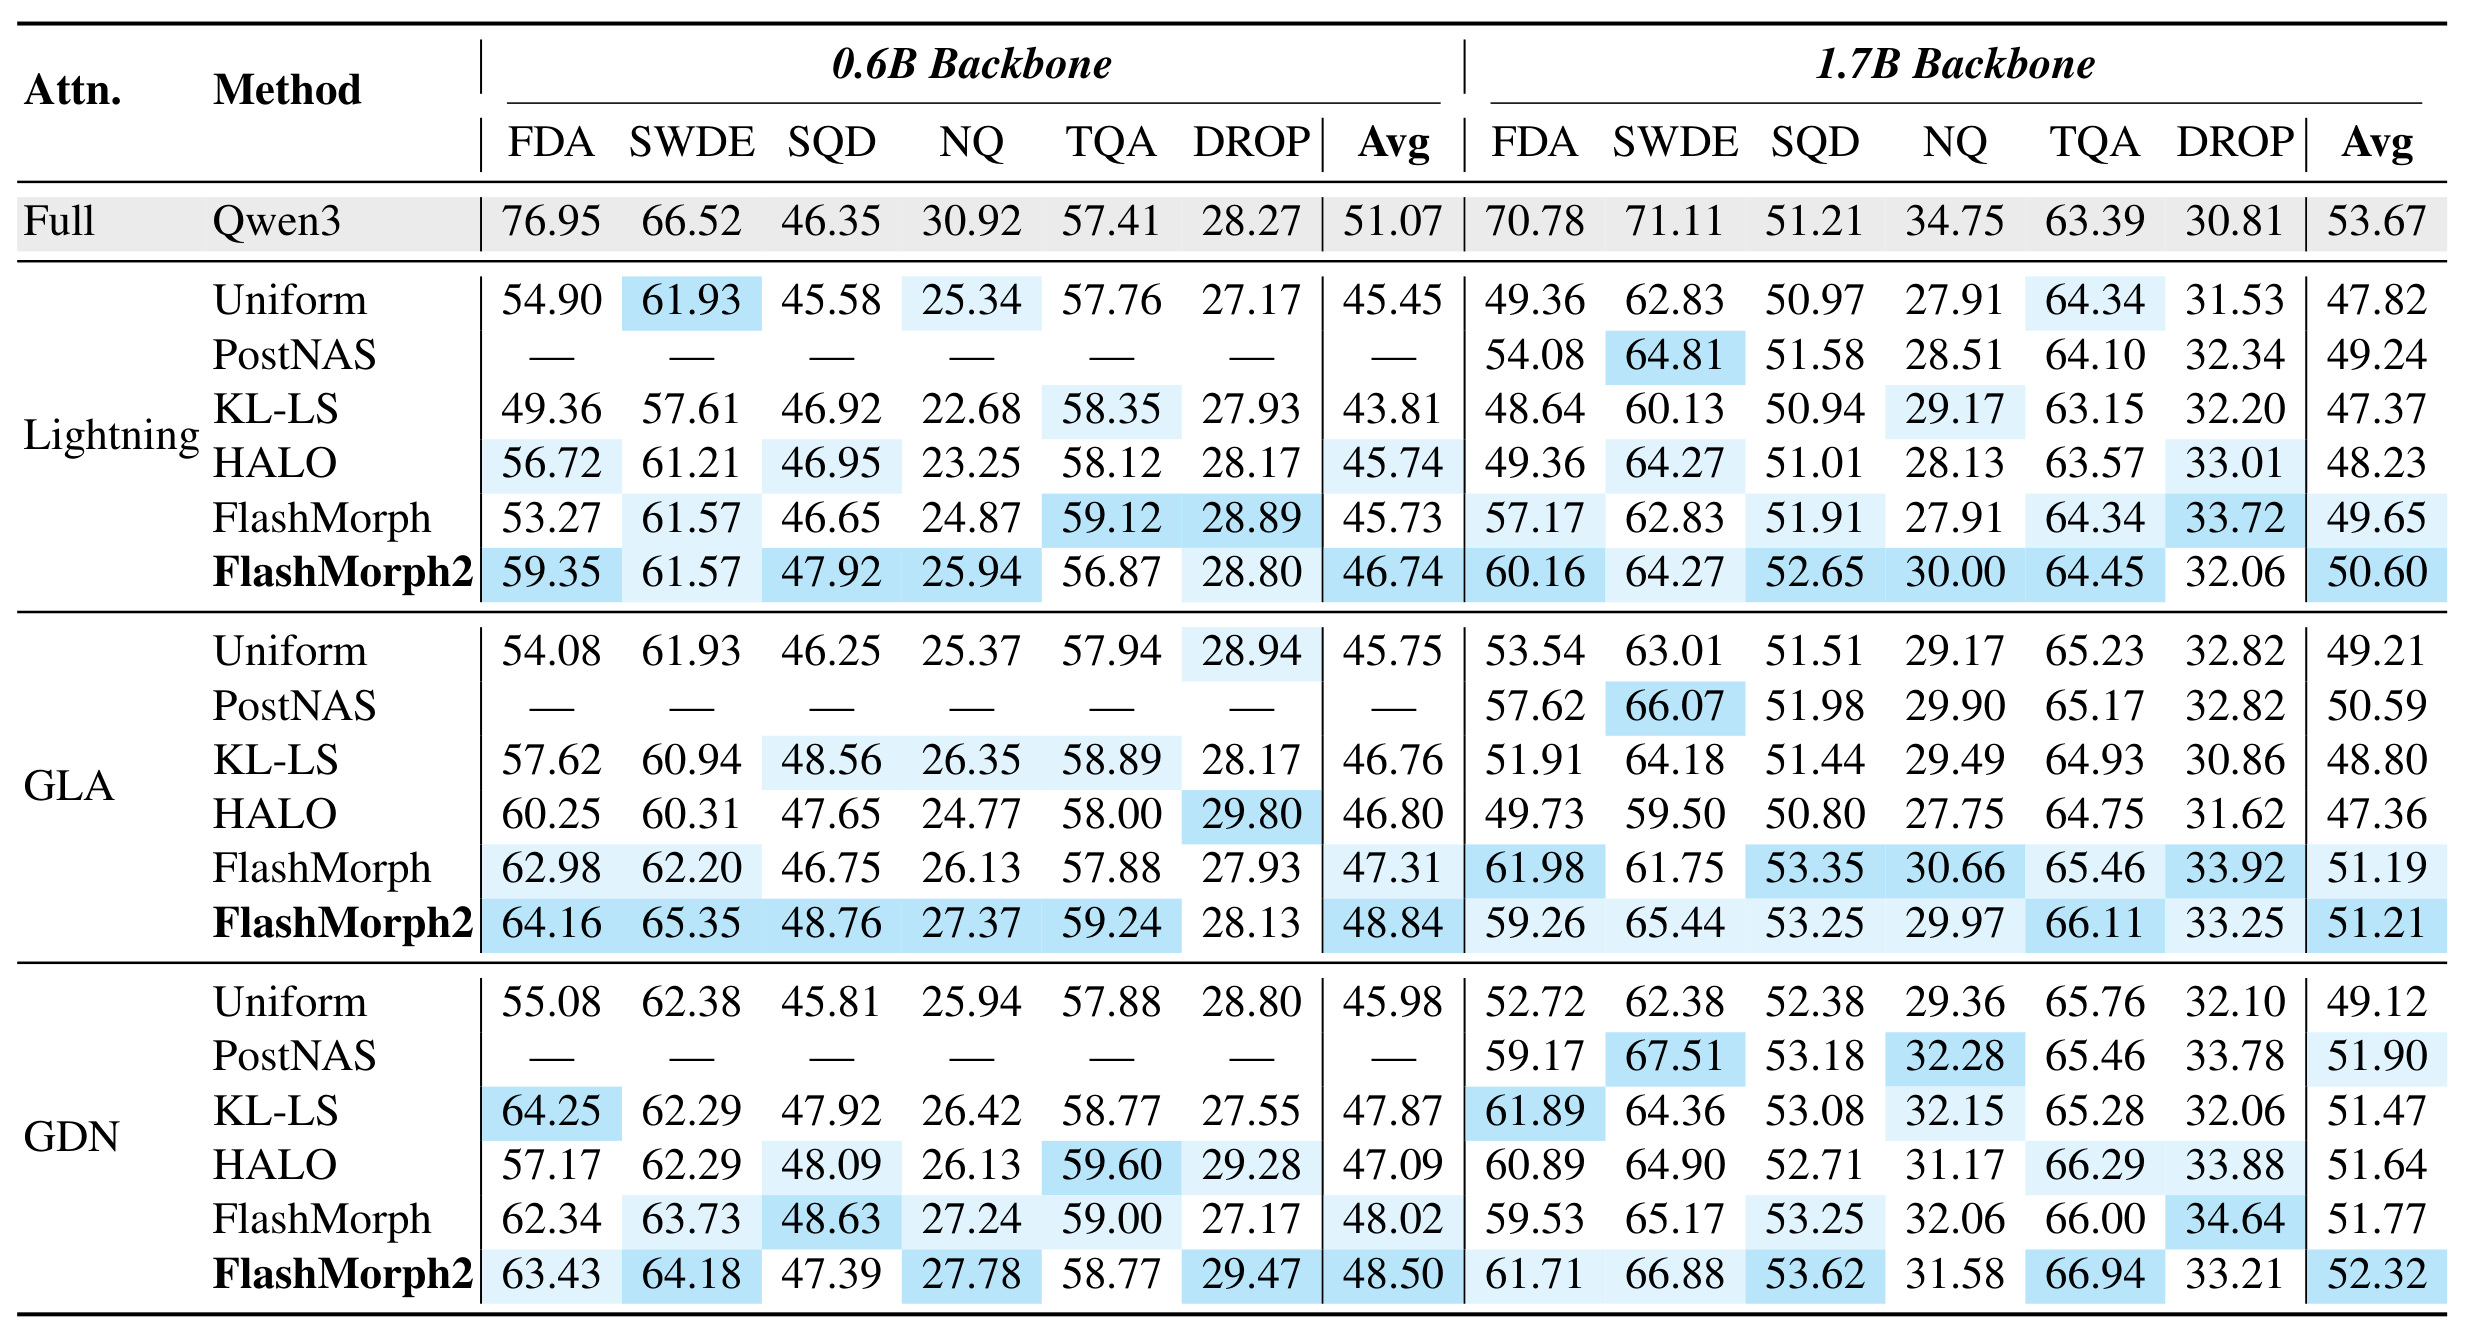 Attn. Method 0.6B Backbone 1.7B Backbone
FDA SWDE SQD NQ TQA DROP Avg FDA SWDE SQD NQ TQA DROP Avg
Full Qwen3 76.95 66.52 46.35 30.92 57.41 28.27 51.07 70.78 71.11 51.21 34.75 63.39 30.81 53.67
Lightning
Uniform 54.90 61.93 45.58 25.34 57.76 27.17 45.45 49.36 62.83 50.97 27.91 64.34 31.53 47.82
PostNAS — — — — — — — 54.08 64.81 51.58 28.51 64.10 32.34 49.24
KL-LS 49.36 57.61 46.92 22.68 58.35 27.93 43.81 48.64 60.13 50.94 29.17 63.15 32.20 47.37
HALO 56.72 61.21 46.95 23.25 58.12 28.17 45.74 49.36 64.27 51.01 28.13 63.57 33.01 48.23
FlashMorph 53.27 61.57 46.65 24.87 59.12 28.89 45.73 57.17 62.83 51.91 27.91 64.34 33.72 49.65
FlashMorph2 59.35 61.57 47.92 25.94 56.87 28.80 46.74 60.16 64.27 52.65 30.00 64.45 32.06 50.60
GLA
Uniform 54.08 61.93 46.25 25.37 57.94 28.94 45.75 53.54 63.01 51.51 29.17 65.23 32.82 49.21
PostNAS — — — — — — — 57.62 66.07 51.98 29.90 65.17 32.82 50.59
KL-LS 57.62 60.94 48.56 26.35 58.89 28.17 46.76 51.91 64.18 51.44 29.49 64.93 30.86 48.80
HALO 60.25 60.31 47.65 24.77 58.00 29.80 46.80 49.73 59.50 50.80 27.75 64.75 31.62 47.36
FlashMorph 62.98 62.20 46.75 26.13 57.88 27.93 47.31 61.98 61.75 53.35 30.66 65.46 33.92 51.19
FlashMorph2 64.16 65.35 48.76 27.37 59.24 28.13 48.84 59.26 65.44 53.25 29.97 66.11 33.25 51.21
GDN
Uniform 55.08 62.38 45.81 25.94 57.88 28.80 45.98 52.72 62.38 52.38 29.36 65.76 32.10 49.12
PostNAS — — — — — — — 59.17 67.51 53.18 32.28 65.46 33.78 51.90
KL-LS 64.25 62.29 47.92 26.42 58.77 27.55 47.87 61.89 64.36 53.08 32.15 65.28 32.06 51.47
HALO 57.17 62.29 48.09 26.13 59.60 29.28 47.09 60.89 64.90 52.71 31.17 66.29 33.88 51.64
FlashMorph 62.34 63.73 48.63 27.24 59.00 27.17 48.02 59.53 65.17 53.25 32.06 66.00 34.64 51.77
FlashMorph2 63.43 64.18 47.39 27.78 58.77 29.47 48.50 61.71 66.88 53.62 31.58 66.94 33.21 52.32